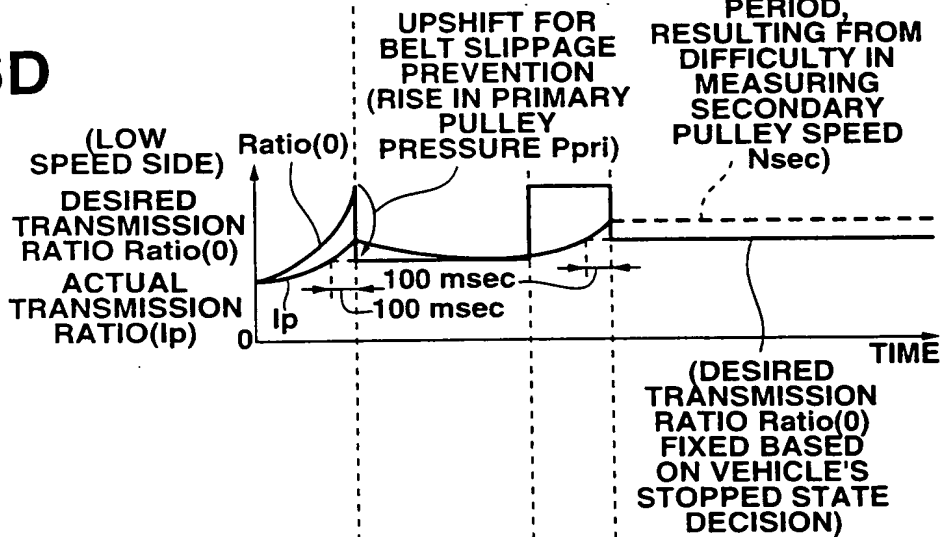 UPSHIFT FOR
BELT SLIPPAGE
PREVENTION
(RISE IN PRIMARY
PULLEY
PRESSURE Ppri)
PERIOD,
RESULTING FROM
DIFFICULTY IN
MEASURING
SECONDARY
PULLEY SPEED
Nsec)
(LOW
SPEED SIDE)
Ratio(0)
DESIRED
TRANSMISSION
RATIO Ratio(0)
ACTUAL
TRANSMISSION
RATIO(Ip)
Ip
100 msec
100 msec
0
TIME
(DESIRED
TRANSMISSION
RATIO Ratio(0)
FIXED BASED
ON VEHICLE'S
STOPPED STATE
DECISION)